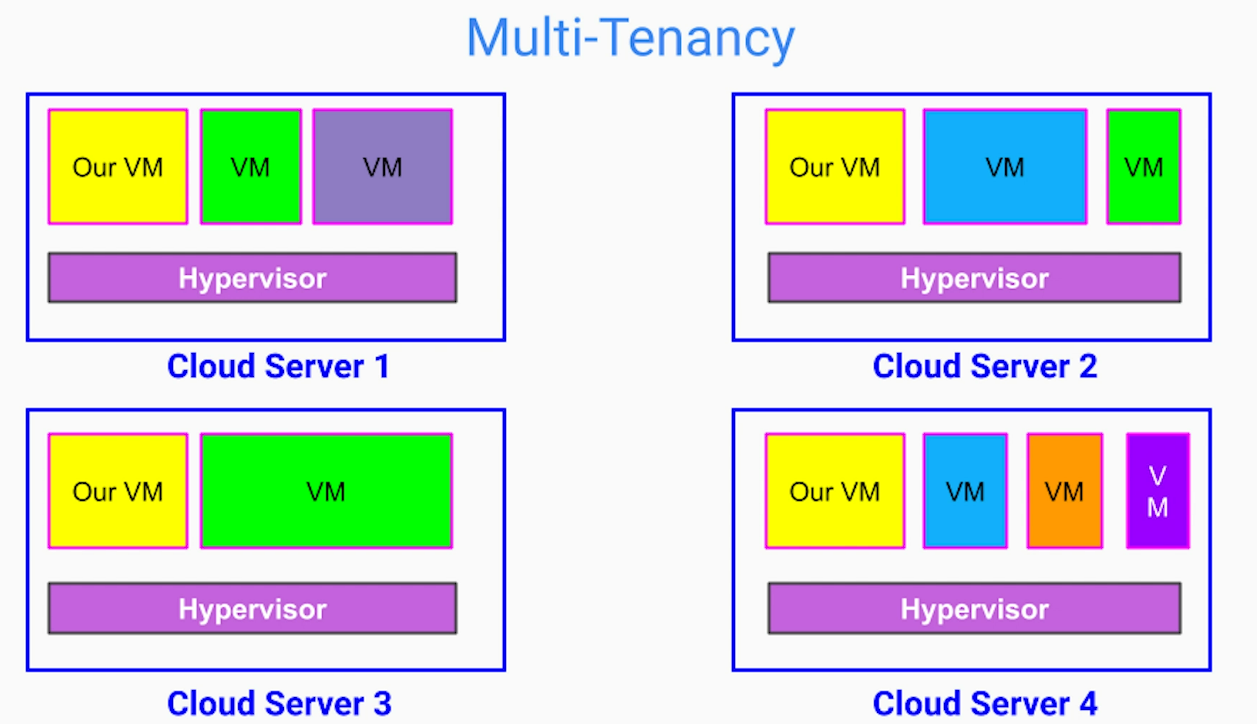 Multi-Tenancy
Our VM VM VM
Hypervisor
Cloud Server 1
Our VM VM VM
Hypervisor
Cloud Server 2
Our VM VM
Hypervisor
Cloud Server 3
Our VM VM VM V
M
Hypervisor
Cloud Server 4